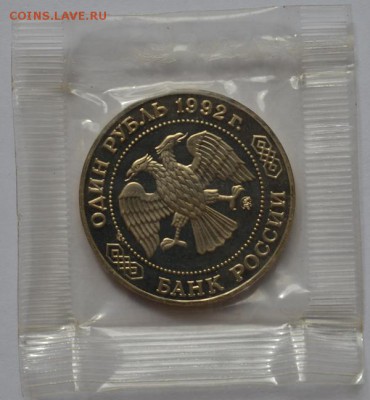 COINS.LAVE.RU
ОДИН РУБЛЬ 1992 г.
БАНК РОССИИ